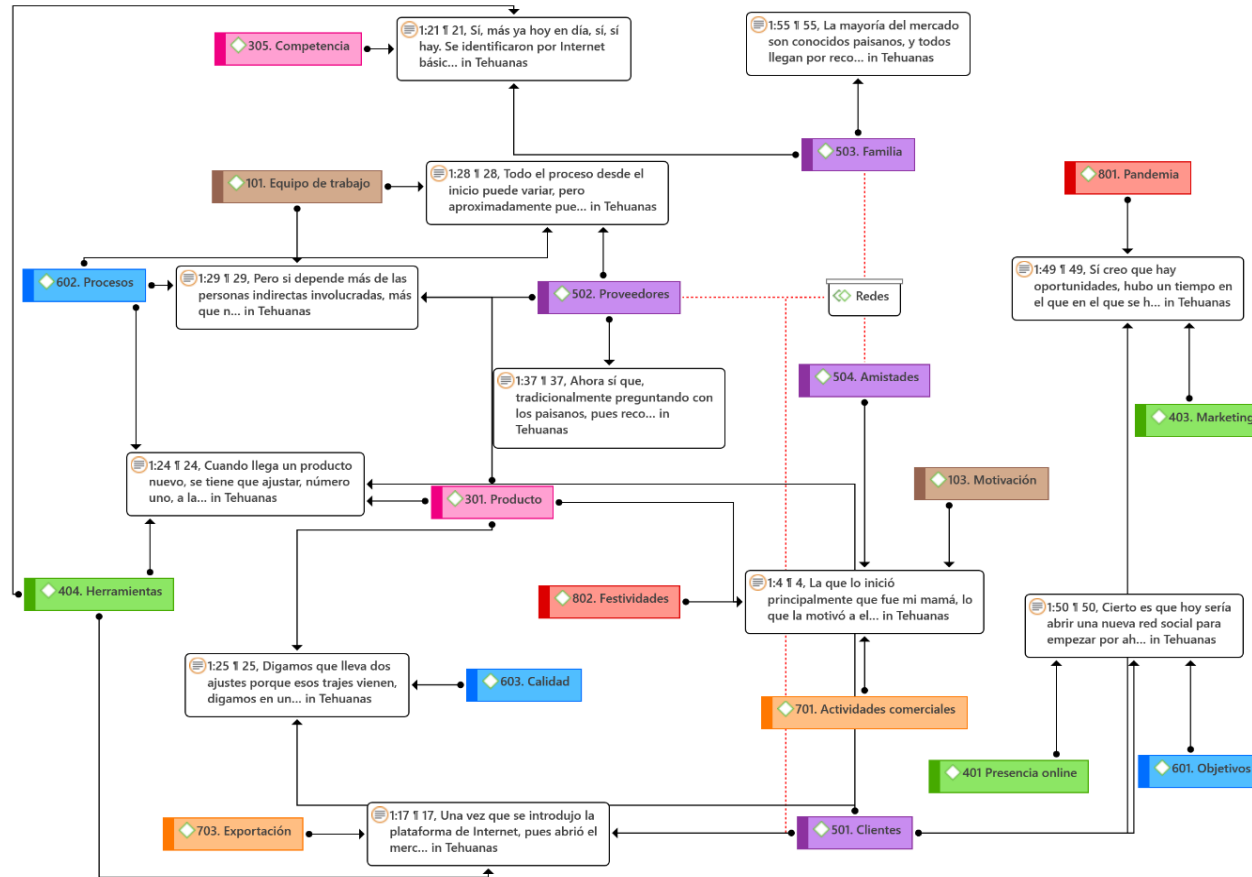 1:21 ¶ 21, Sí, más ya hoy en día, sí, sí
hay. Se identificaron por Internet
básic... in Tehuanas
1:55 ¶ 55, La mayoría del mercado
son conocidos paisanos, y todos
llegan por reco... in Tehuanas
305. Competencia
503. Familia
1:28 ¶ 28, Todo el proceso desde el
inicio puede variar, pero
aproximadamente pue... in Tehuanas
101. Equipo de trabajo
801. Pandemia
602. Procesos
1:29 ¶ 29, Pero si depende más de las
personas indirectas involucradas, más
que n... in Tehuanas
502. Proveedores
Redes
1:49 ¶ 49, Sí creo que hay
oportunidades, hubo un tiempo en
el que en el que se h... in Tehuanas
1:37 ¶ 37, Ahora sí que,
tradicionalmente preguntando con
los paisanos, pues reco... in
Tehuanas
504. Amistades
403. Marketing
1:24 ¶ 24, Cuando llega un producto
nuevo, se tiene que ajustar, número
uno, a la... in Tehuanas
301. Producto
103. Motivación
404. Herramientas
802. Festividades
1:4 ¶ 4, La que lo inició
principalmente que fue mi mamá, lo
que la motivó a el... in Tehuanas
1:50 ¶ 50, Cierto es que hoy sería
abrir una nueva red social para
empezar por ah... in Tehuanas
1:25 ¶ 25, Digamos que lleva dos
ajustes porque esos trajes vienen,
digamos en un... in Tehuanas
603. Calidad
701. Actividades comerciales
401 Presencia online
601. Objetivos
703. Exportación
1:17 ¶ 17, Una vez que se introdujo la
plataforma de Internet, pues abrió el
merc... in Tehuanas
501. Clientes